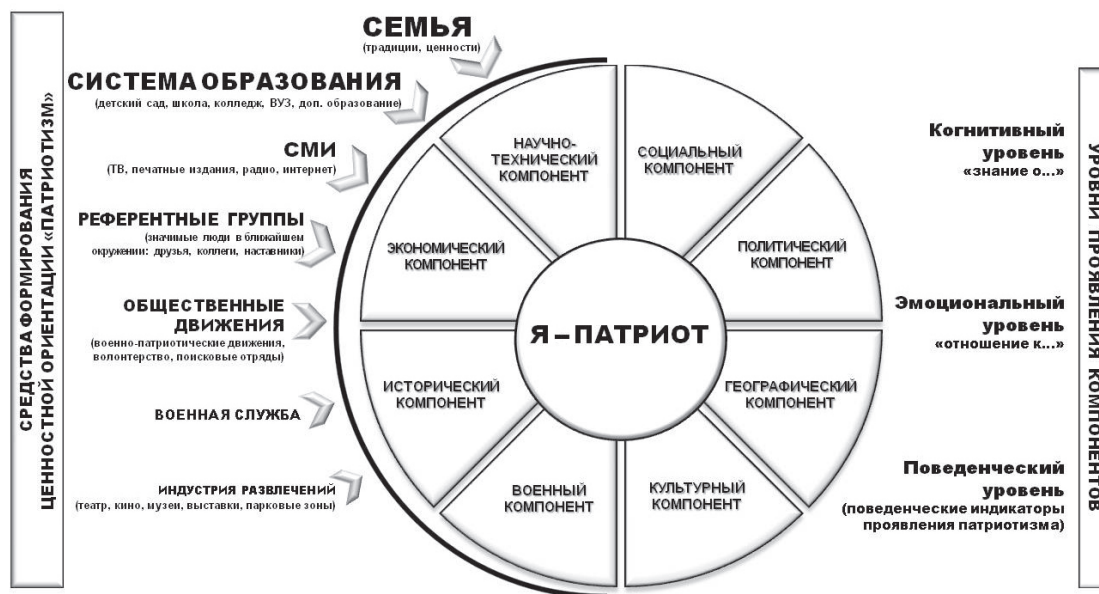 СРЕДСТВА ФОРМИРОВАНИЯ
ЦЕННОСТНОЙ ОРИЕНТАЦИИ «ПАТРИОТИЗМ»
СЕМЬЯ
(традиции, ценности)
СИСТЕМА ОБРАЗОВАНИЯ
(детский сад, школа, колледж, ВУЗ, доп. образование)
СМИ
(ТВ, печатные издания, радио, интернет)
РЕФЕРЕНТНЫЕ ГРУППЫ
(значимые люди в ближайшем
окружении: друзья, коллеги, наставники)
ОБЩЕСТВЕННЫЕ
ДВИЖЕНИЯ
(военно-патриотические движения,
волонтерство, поисковые отряды)
ВОЕННАЯ СЛУЖБА
ИНДУСТРИЯ РАЗВЛЕЧЕНИЙ
(театр, кино, музеи, выставки, парковые зоны)
НАУЧНО-
ТЕХНИЧЕСКИЙ
КОМПОНЕНТ
СОЦИАЛЬНЫЙ
КОМПОНЕНТ
ЭКОНОМИЧЕСКИЙ
КОМПОНЕНТ
ПОЛИТИЧЕСКИЙ
КОМПОНЕНТ
Я – ПАТРИОТ
ИСТОРИЧЕСКИЙ
КОМПОНЕНТ
ГЕОГРАФИЧЕСКИЙ
КОМПОНЕНТ
ВОЕННЫЙ
КОМПОНЕНТ
КУЛЬТУРНЫЙ
КОМПОНЕНТ
Когнитивный
уровень
«знание о...»
Эмоциональный
уровень
«отношение к...»
Поведенческий
уровень
(поведенческие индикаторы
проявления патриотизма)
УРОВНИ ПРОЯВЛЕНИЯ КОМПОНЕНТОВ